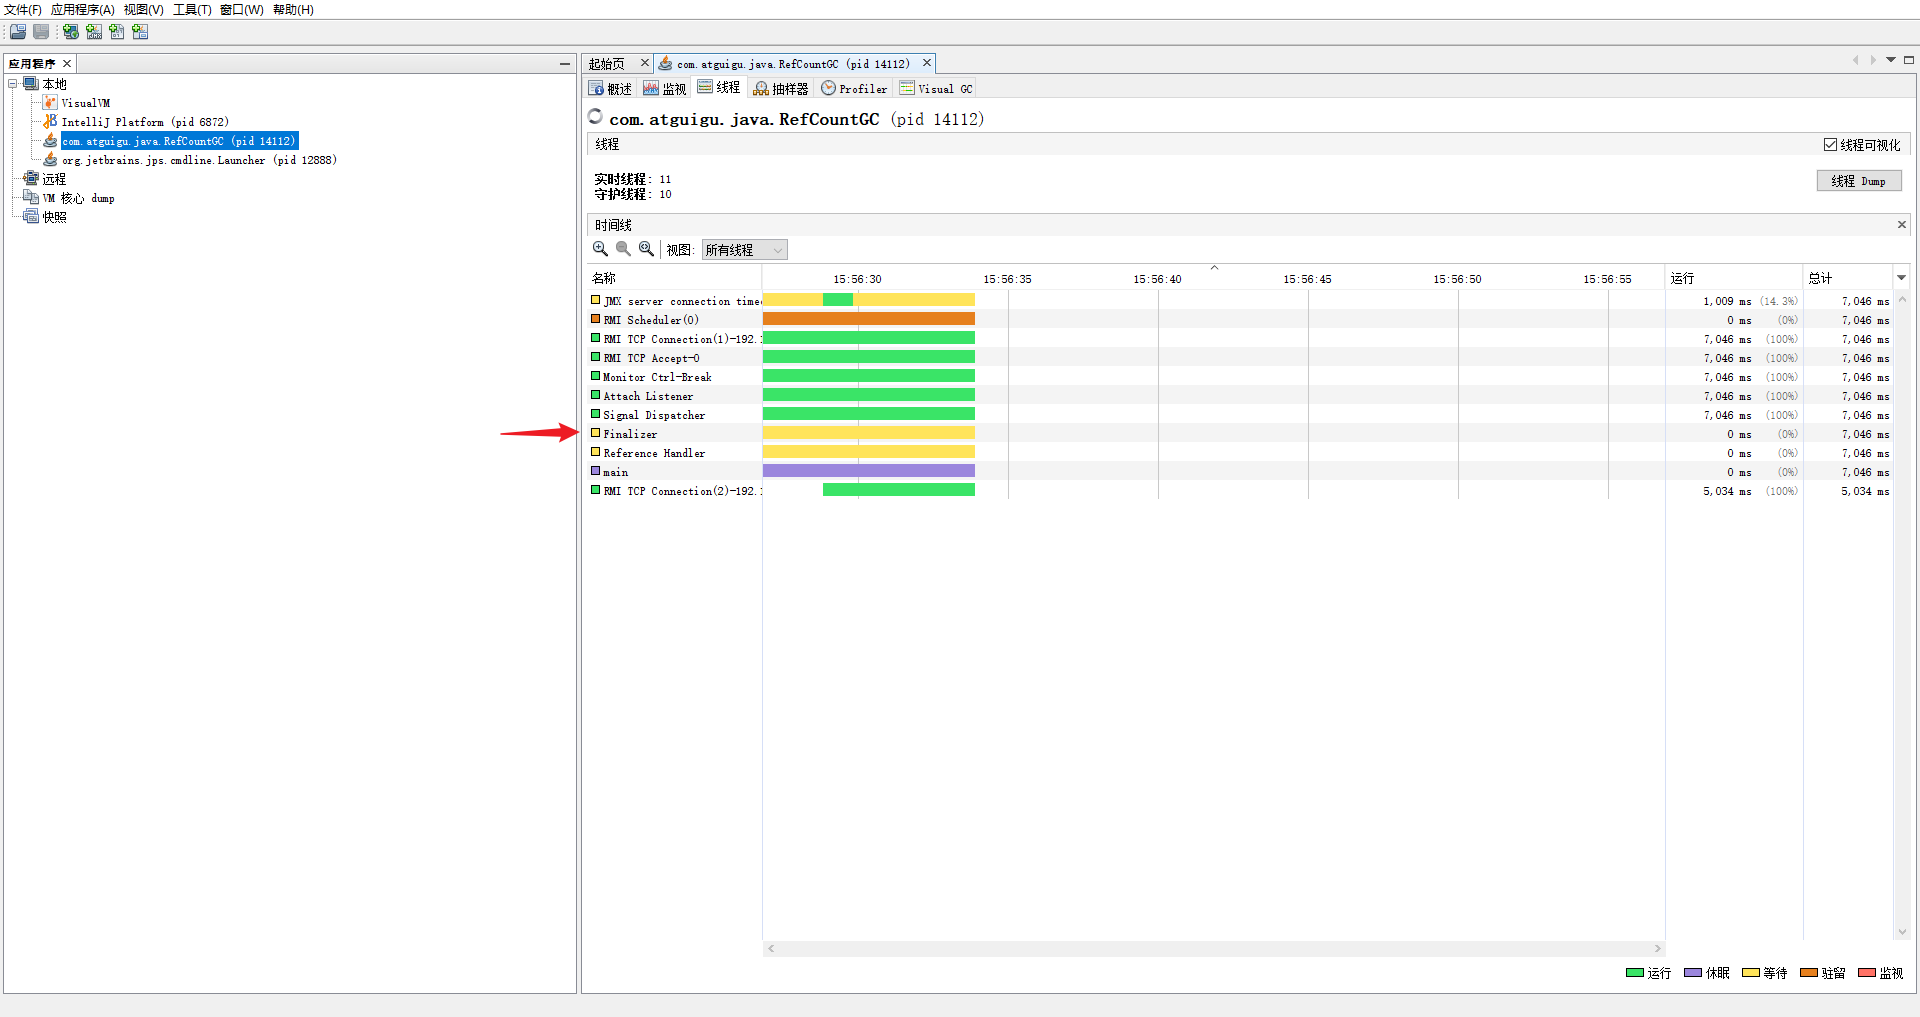 文件(F) 应用程序(A) 视图(V) 工具(T) 窗口(W) 帮助(H)
应用程序
本地
VisualVM
IntelliJ Platform (pid 6872)
com.atguigu.java.RefCountGC (pid 14112)
org.jetbrains.jps.cmdline.Launcher (pid 12888)
远程
VM 核心 dump
快照
起始页 com.atguigu.java.RefCountGC (pid 14112)
概述 监视 线程 抽样器 Profiler Visual GC
com.atguigu.java.RefCountGC (pid 14112)
线程 线程可视化
实时线程: 11
守护线程: 10
线程 Dump
时间线
视图: 所有线程
名称 15:56:30 15:56:35 15:56:40 15:56:45 15:56:50 15:56:55 运行 总计
JMX server connection time 1,009 ms (14.3%) 7,046 ms
RMI Scheduler(0) 0 ms (0%) 7,046 ms
RMI TCP Connection(1)-192. 7,046 ms (100%) 7,046 ms
RMI TCP Accept-0 7,046 ms (100%) 7,046 ms
Monitor Ctrl-Break 7,046 ms (100%) 7,046 ms
Attach Listener 7,046 ms (100%) 7,046 ms
Signal Dispatcher 7,046 ms (100%) 7,046 ms
Finalizer 0 ms (0%) 7,046 ms
Reference Handler 0 ms (0%) 7,046 ms
main 0 ms (0%) 7,046 ms
RMI TCP Connection(2)-192. 5,034 ms (100%) 5,034 ms
运行 休眠 等待 驻留 监视